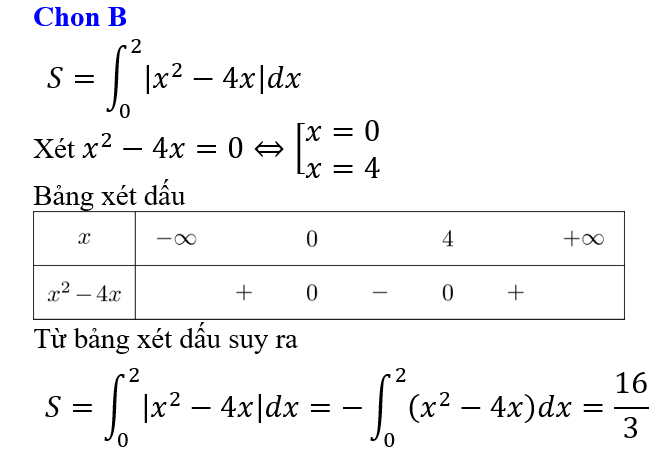 Chon B
S = ∫₀² |x² − 4x|dx
Xét x² − 4x = 0 ⇔ [x = 0
x = 4
Bảng xét dấu
x −∞ 0 4 +∞
x² − 4x + 0 − 0 +
Từ bảng xét dấu suy ra
S = ∫₀² |x² − 4x|dx = −∫₀² (x² − 4x)dx = 16/3